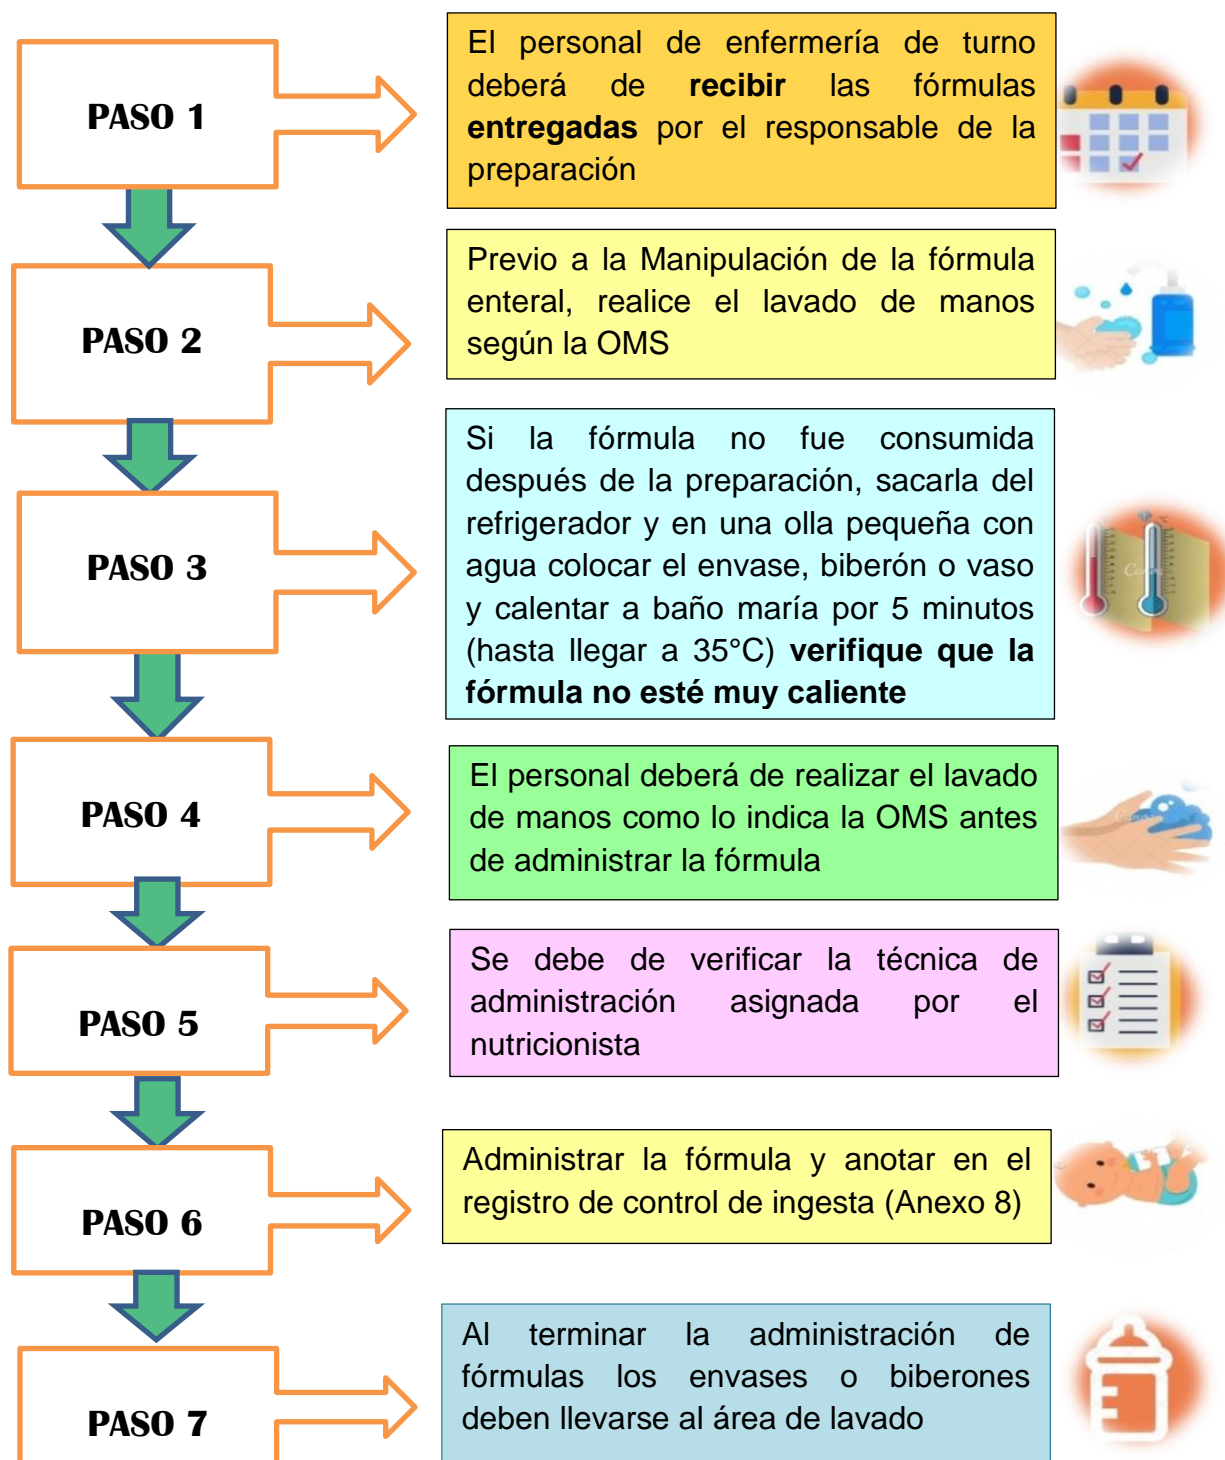 PASO 1
El personal de enfermería de turno
deberá de recibir las fórmulas
entregadas por el responsable de la
preparación
PASO 2
Previo a la Manipulación de la fórmula
enteral, realice el lavado de manos
según la OMS
PASO 3
Si la fórmula no fue consumida
después de la preparación, sacarla del
refrigerador y en una olla pequeña con
agua colocar el envase, biberón o vaso
y calentar a baño maría por 5 minutos
(hasta llegar a 35°C) verifique que la
fórmula no esté muy caliente
Canva
PASO 4
El personal deberá de realizar el lavado
de manos como lo indica la OMS antes
de administrar la fórmula
Canva
PASO 5
Se debe de verificar la técnica de
administración asignada por el
nutricionista
PASO 6
Administrar la fórmula y anotar en el
registro de control de ingesta (Anexo 8)
PASO 7
Al terminar la administración de
fórmulas los envases o biberones
deben llevarse al área de lavado